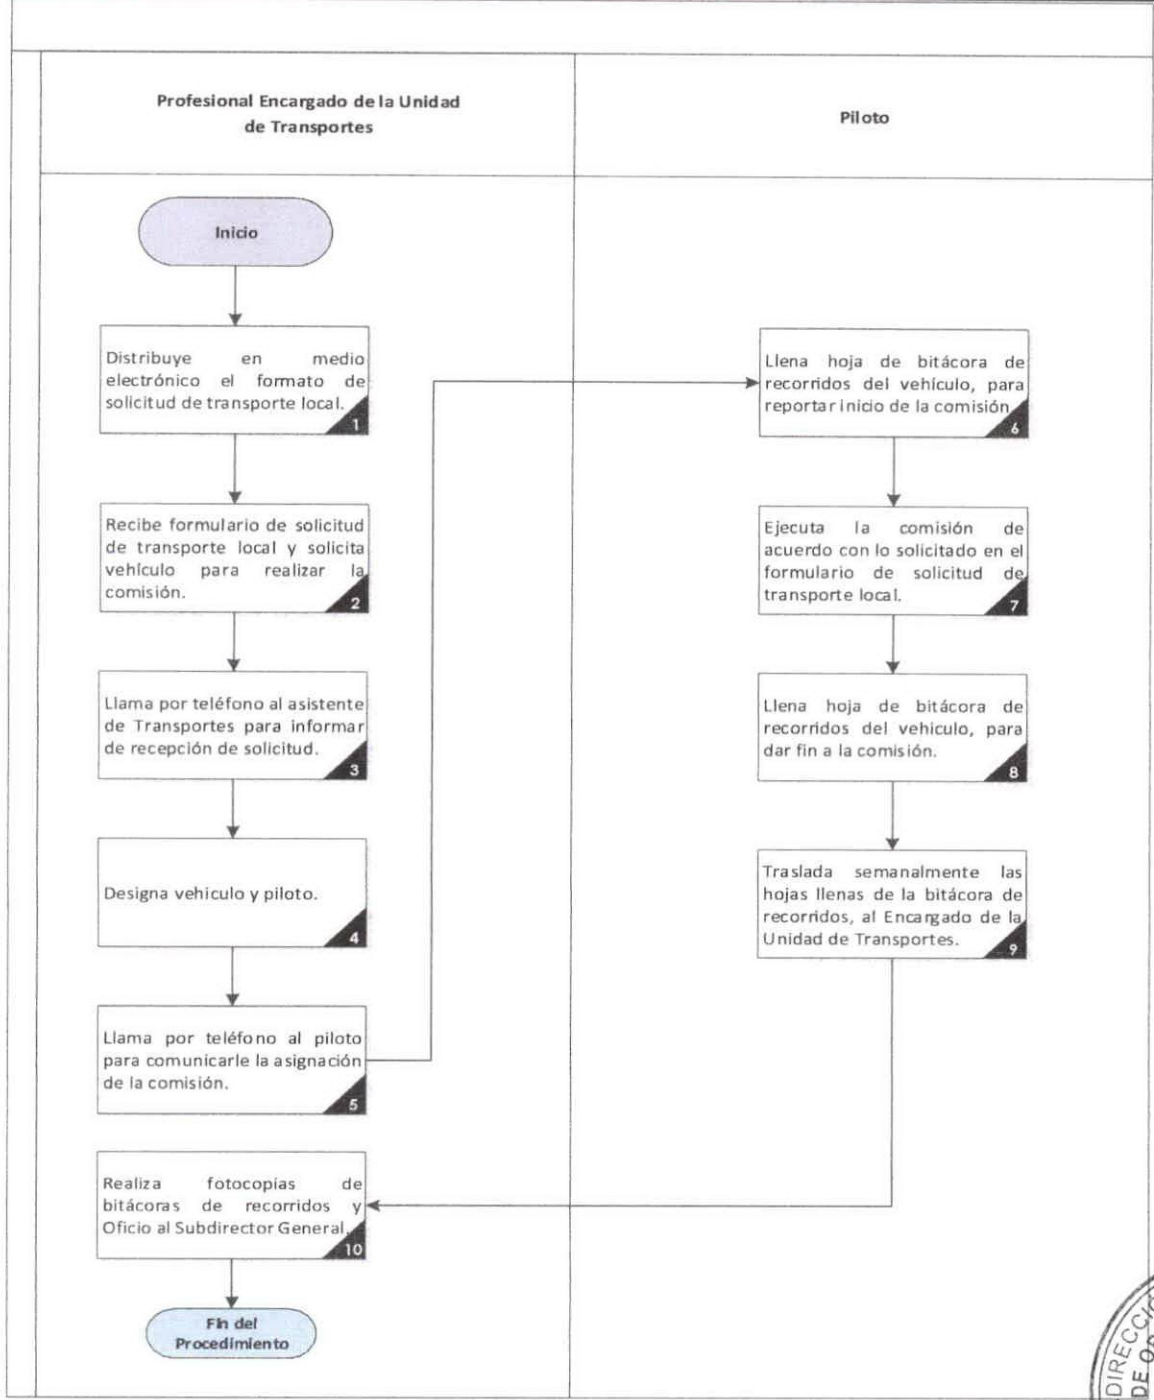 Profesional Encargado de la Unidad
de Transportes
Piloto
Inicio
Distribuye en medio
electrónico el formato de
solicitud de transporte local.
1
Recibe formulario de solicitud
de transporte local y solicita
vehículo para realizar la
comisión.
2
Llama por teléfono al asistente
de Transportes para informar
de recepción de solicitud.
3
Designa vehiculo y piloto.
4
Llama por teléfono al piloto
para comunicarle la asignación
de la comisión.
5
Llena hoja de bitácora de
recorridos del vehículo, para
reportar inicio de la comisión
6
Ejecuta la comisión de
acuerdo con lo solicitado en el
formulario de solicitud de
transporte local.
7
Llena hoja de bitácora de
recorridos del vehiculo, para
dar fin a la comisión.
8
Traslada semanalmente las
hojas llenas de la bitácora de
recorridos, al Encargado de la
Unidad de Transportes.
9
Realiza fotocopias de
bitácoras de recorridos y
Oficio al Subdirector General.
10
Fin del
Procedimiento
DE